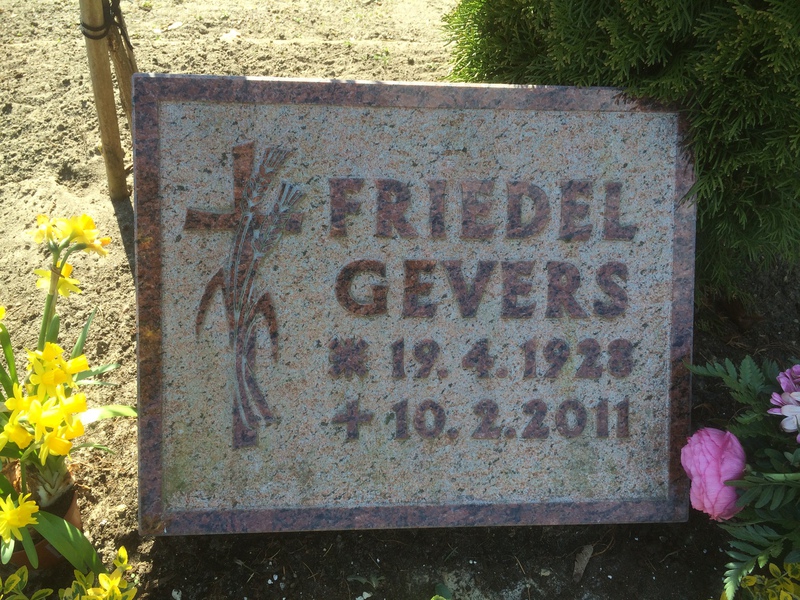 FRIEDEL
GEVERS
* 19. 4. 1928
✝ 10. 2. 2011